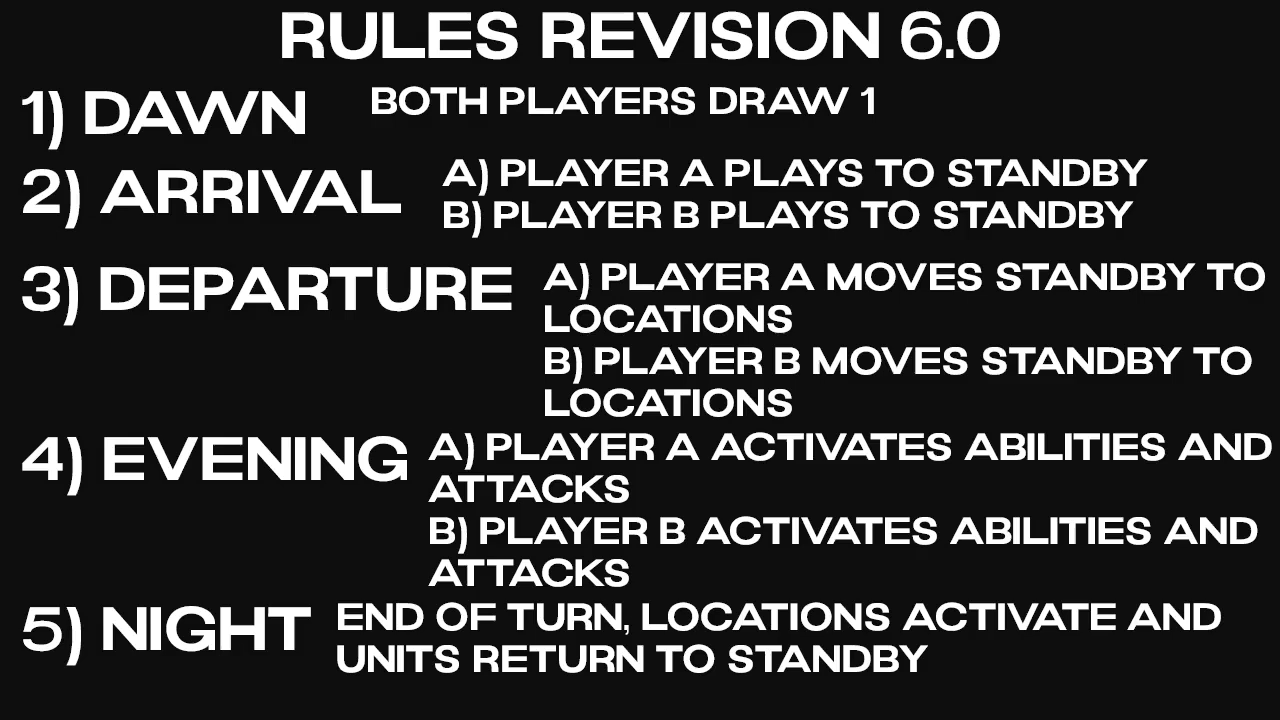 RULES REVISION 6.0
1) DAWN BOTH PLAYERS DRAW 1
2) ARRIVAL A) PLAYER A PLAYS TO STANDBY
B) PLAYER B PLAYS TO STANDBY
3) DEPARTURE A) PLAYER A MOVES STANDBY TO
LOCATIONS
B) PLAYER B MOVES STANDBY TO
LOCATIONS
4) EVENING A) PLAYER A ACTIVATES ABILITIES AND
ATTACKS
B) PLAYER B ACTIVATES ABILITIES AND
ATTACKS
5) NIGHT END OF TURN, LOCATIONS ACTIVATE AND
UNITS RETURN TO STANDBY